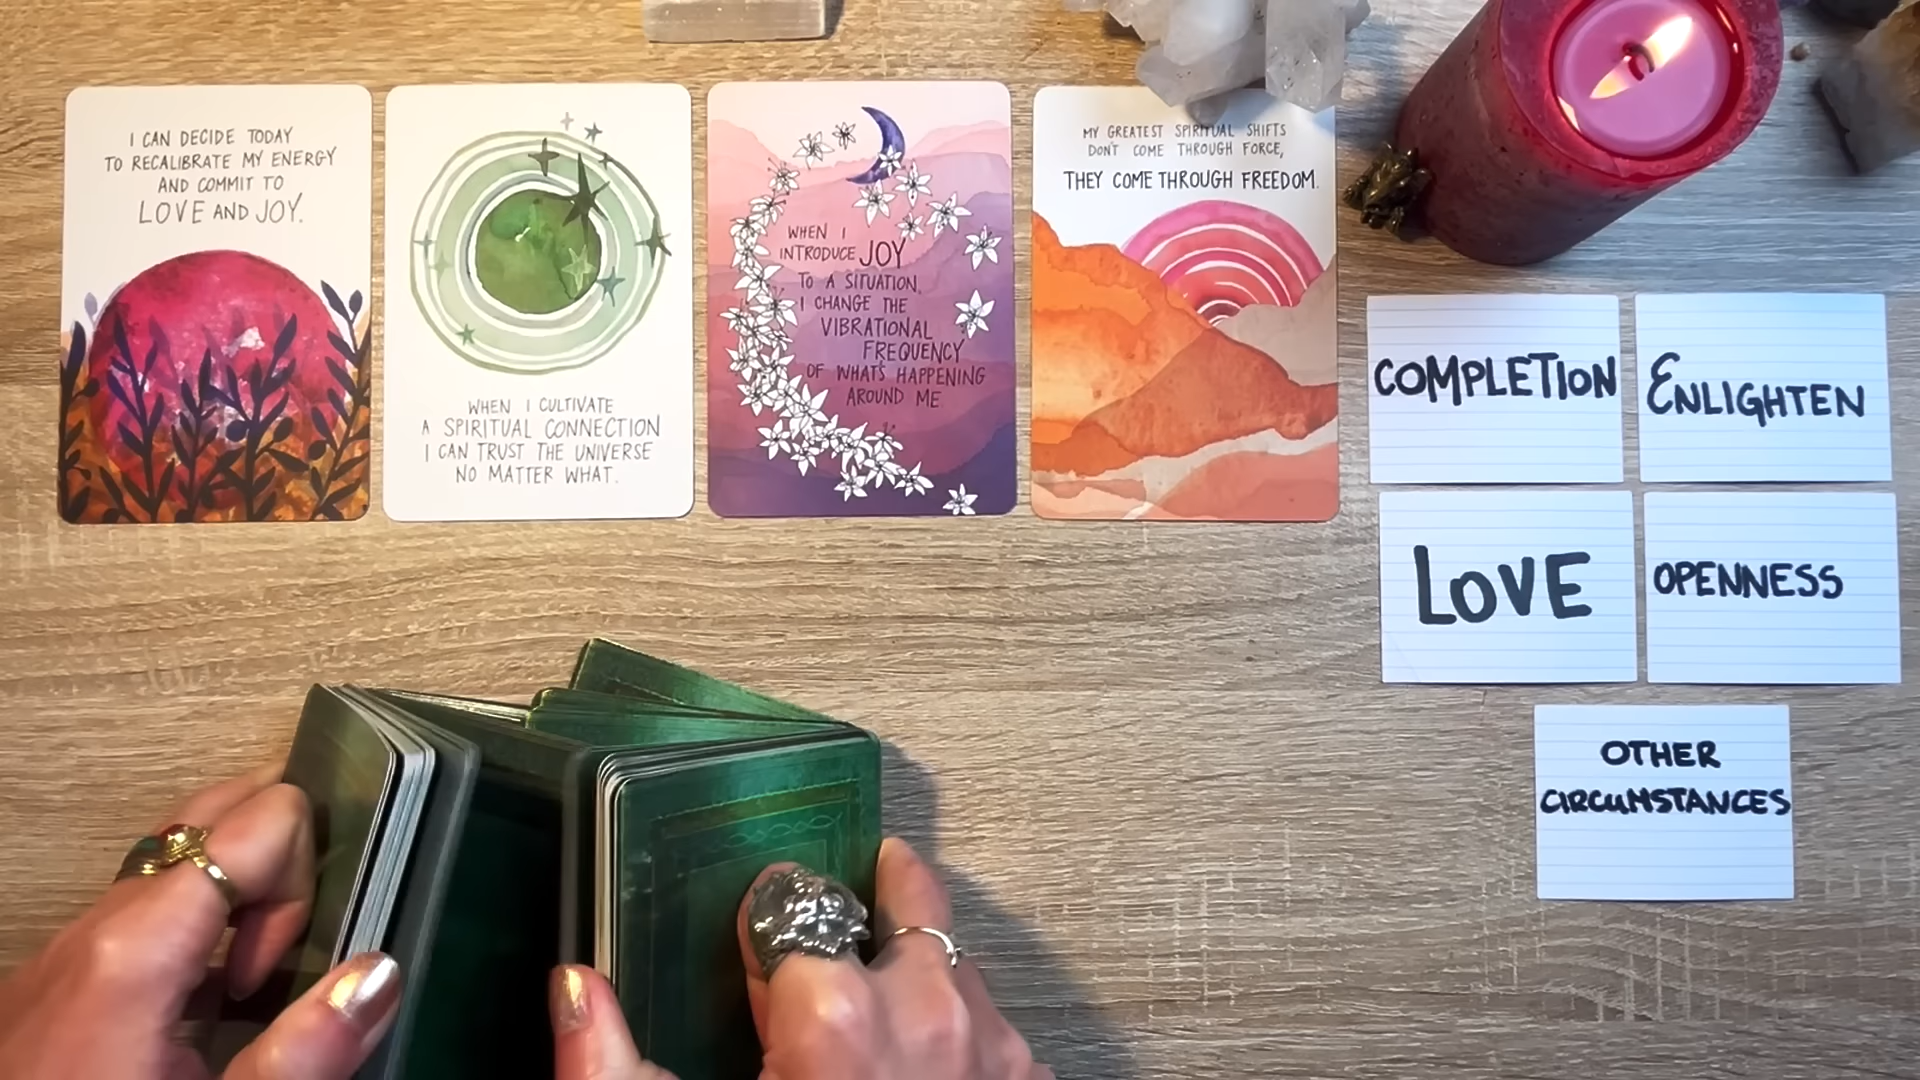 I CAN DECIDE TODAY
TO RECALIBRATE MY ENERGY
AND COMMIT TO
LOVE AND JOY.
WHEN I CULTIVATE
A SPIRITUAL CONNECTION
I CAN TRUST THE UNIVERSE
NO MATTER WHAT.
WHEN I
INTRODUCE JOY
TO A SITUATION,
I CHANGE THE
VIBRATIONAL
FREQUENCY
OF WHAT'S HAPPENING
AROUND ME.
MY GREATEST SPIRITUAL SHIFTS
DON'T COME THROUGH FORCE,
THEY COME THROUGH FREEDOM.
COMPLETION
ENLIGHTEN
LOVE
OPENNESS
OTHER
CIRCUMSTANCES